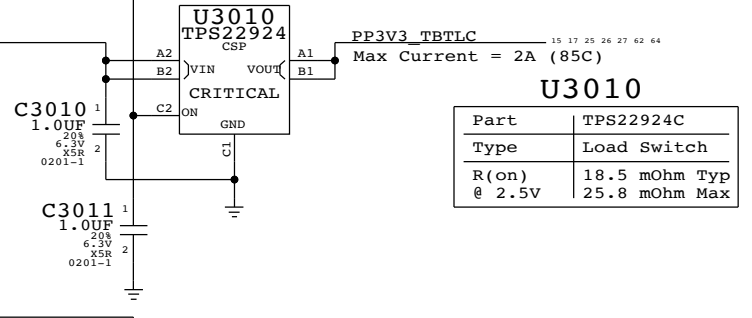 U3010
TPS22924
CSP
A2
B2
VIN
VOUT
A1
B1
PP3V3_TBTLC
15 17 25 26 27 62 64
Max Current = 2A (85C)
CRITICAL
C2
ON
GND
C1
C3010
1
1.0UF
20%
6.3V
X5R
0201-1
2
C3011
1
1.0UF
20%
6.3V
X5R
0201-1
2
U3010
Part TPS22924C
Type Load Switch
R(on) 18.5 mOhm Typ
@ 2.5V 25.8 mOhm Max